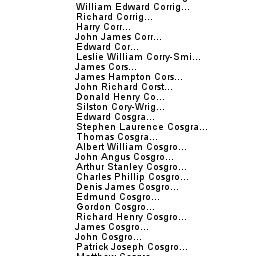 William Edward Corrig...
Richard Corrig...
Harry Corr...
John James Corr...
Edward Cor...
Leslie William Corry-Smi...
James Cors...
James Hampton Cors...
John Richard Corst...
Donald Henry Co...
Silston Cory-Wrig...
Edward Cosgra...
Stephen Laurence Cosgra...
Thomas Cosgra...
Albert William Cosgro...
John Angus Cosgro...
Arthur Stanley Cosgro...
Charles Phillip Cosgro...
Denis James Cosgro...
Edmund Cosgro...
Gordon Cosgro...
Richard Henry Cosgro...
James Cosgro...
John Cosgro...
Patrick Joseph Cosgro...
Matthew Cosgro...